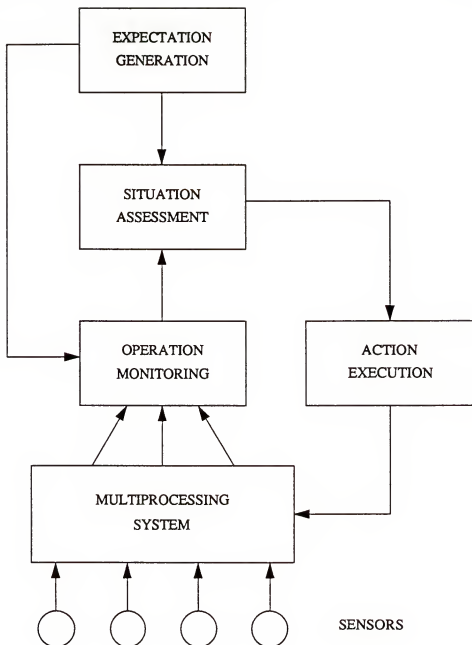 EXPECTATION
GENERATION
SITUATION
ASSESSMENT
OPERATION
MONITORING
ACTION
EXECUTION
MULTIPROCESSING
SYSTEM
SENSORS